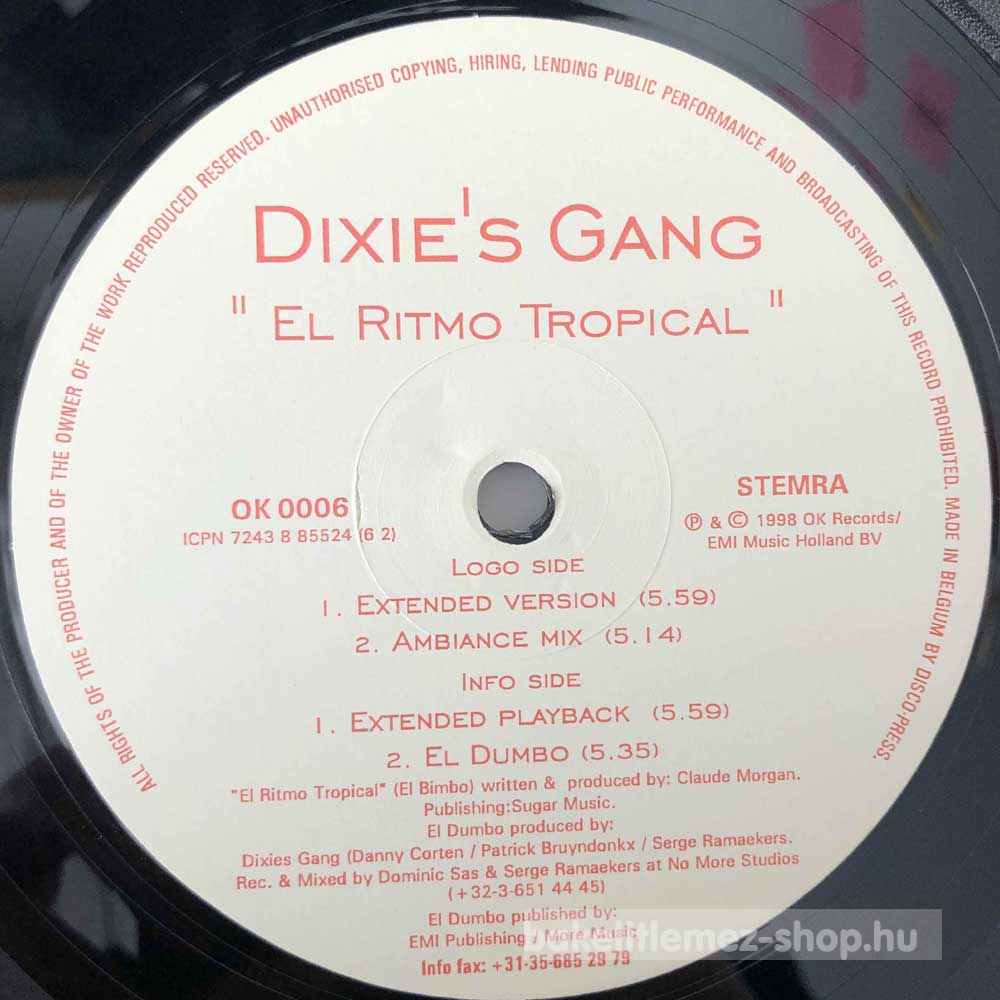 ALL RIGHTS OF THE PRODUCER AND OF THE OWNER OF THE WORK REPRODUCED RESERVED. UNAUTHORISED COPYING, HIRING, LENDING PUBLIC PERFORMANCE AND BROADCASTING OF THIS RECORD PROHIBITED. MADE IN BELGIUM BY DISCO-PRESS.
DIXIE'S GANG
" EL RITMO TROPICAL "
OK 0006
ICPN 7243 8 85524 (6 2)
STEMRA
Ⓟ & © 1998 OK Records/
EMI Music Holland BV
LOGO SIDE
1. EXTENDED VERSION (5.59)
2. AMBIANCE MIX (5.14)
INFO SIDE
1. EXTENDED PLAYBACK (5.59)
2. EL DUMBO (5.35)
"El Ritmo Tropical" (El Bimbo) written & produced by: Claude Morgan.
Publishing:Sugar Music.
El Dumbo produced by:
Dixies Gang (Danny Corten / Patrick Bruyndonkx / Serge Ramaekers.
Rec. & Mixed by Dominic Sas & Serge Ramaekers at No More Studios
(+32-3-651 44 45)
El Dumbo published by:
EMI Publishing / More Music
bakelitlemez-shop.hu
Info fax: +31-35-685 29 79